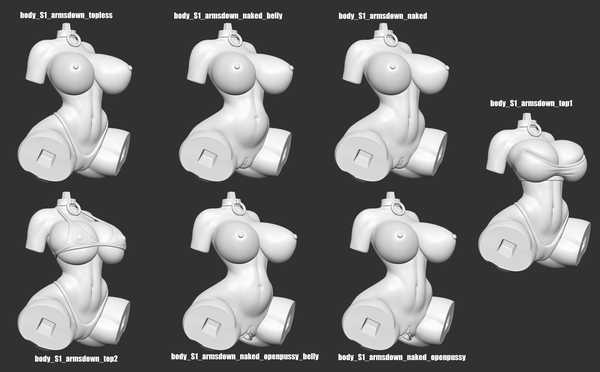 body_S1_armsdown_topless
body_S1_armsdown_naked_belly
body_S1_armsdown_naked
body_S1_armsdown_top1
body_S1_armsdown_top2
body_S1_armsdown_naked_openpussy_belly
body_S1_armsdown_naked_openpussy